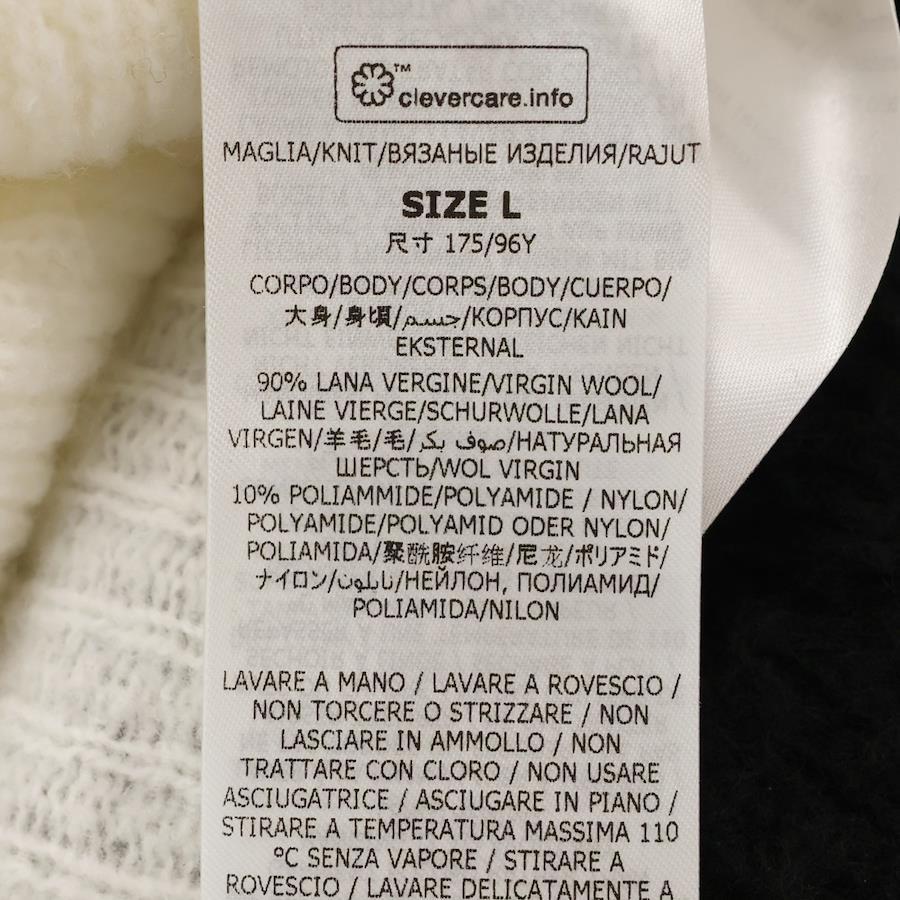 ™
clevercare.info
MAGLIA/KNIT/ВЯЗАНЫЕ ИЗДЕЛИЯ/RAJUT
SIZE L
尺寸 175/96Y
CORPO/BODY/CORPS/BODY/CUERPO/
大身/身頃/جسم/КОРПУС/KAIN
EKSTERNAL
90% LANA VERGINE/VIRGIN WOOL/
LAINE VIERGE/SCHURWOLLE/LANA
VIRGEN/羊毛/毛/صوف بكر/НАТУРАЛЬНАЯ
ШЕРСТЬ/WOL VIRGIN
10% POLIAMMIDE/POLYAMIDE / NYLON/
POLYAMIDE/POLYAMID ODER NYLON/
POLIAMIDA/聚酰胺纤维/尼龙/ポリアミド/
ナイロン/نايلون/НЕЙЛОН, ПОЛИАМИД/
POLIAMIDA/NILON
LAVARE A MANO / LAVARE A ROVESCIO /
NON TORCERE O STRIZZARE / NON
LASCIARE IN AMMOLLO / NON
TRATTARE CON CLORO / NON USARE
ASCIUGATRICE / ASCIUGARE IN PIANO /
STIRARE A TEMPERATURA MASSIMA 110
°C SENZA VAPORE / STIRARE A
ROVESCIO / LAVARE DELICATAMENTE A